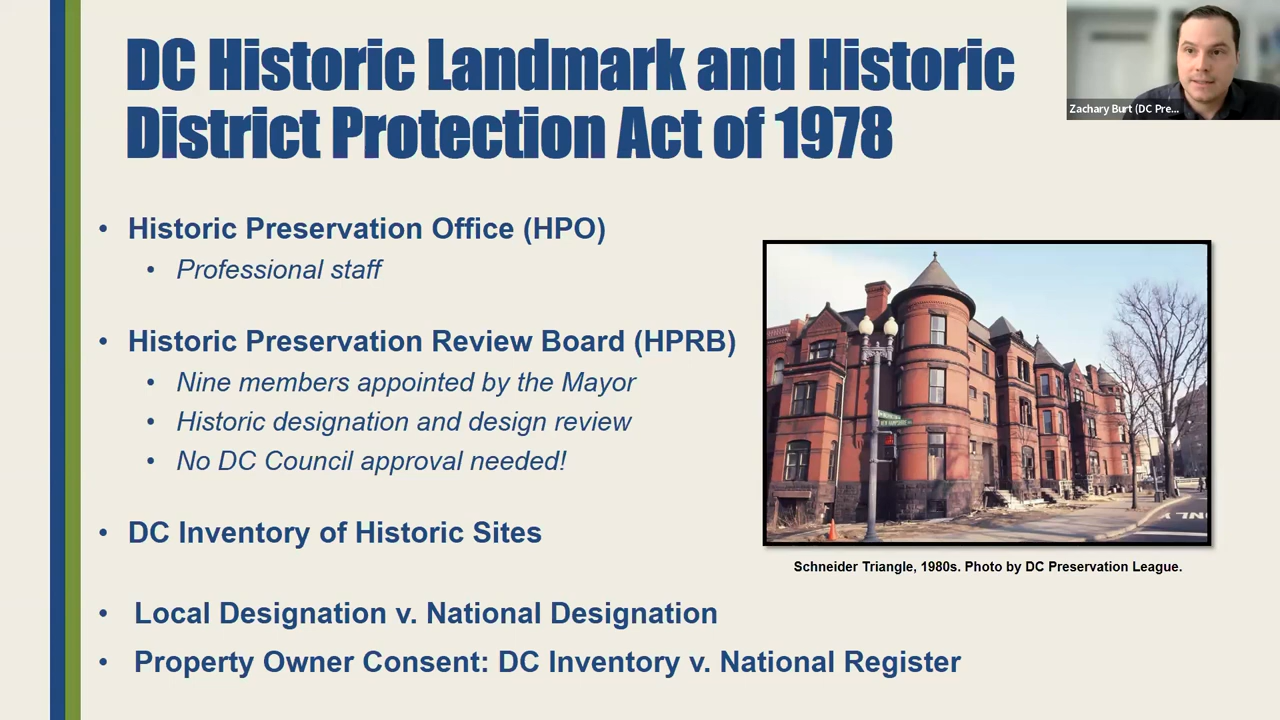 DC Historic Landmark and Historic
District Protection Act of 1978
Zachary Burt (DC Pre...
• Historic Preservation Office (HPO)
• Professional staff
• Historic Preservation Review Board (HPRB)
• Nine members appointed by the Mayor
• Historic designation and design review
• No DC Council approval needed!
• DC Inventory of Historic Sites
Schneider Triangle, 1980s. Photo by DC Preservation League.
• Local Designation v. National Designation
• Property Owner Consent: DC Inventory v. National Register